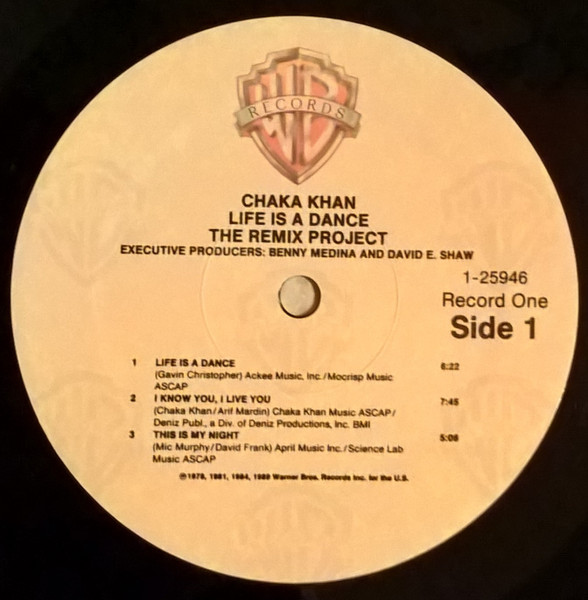 WB
RECORDS
CHAKA KHAN
LIFE IS A DANCE
THE REMIX PROJECT
EXECUTIVE PRODUCERS: BENNY MEDINA AND DAVID E. SHAW
1-25946
Record One
Side 1
1 LIFE IS A DANCE 6:22
(Gavin Christopher) Ackee Music, Inc./Mocrisp Music
ASCAP
2 I KNOW YOU, I LIVE YOU 7:45
(Chaka Khan/Arif Mardin) Chaka Khan Music ASCAP/
Deniz Publ., a Div. of Deniz Productions, Inc. BMI
3 THIS IS MY NIGHT 5:08
(Mic Murphy/David Frank) April Music Inc./Science Lab
Music ASCAP
℗1978, 1981, 1984, 1989 Warner Bros. Records Inc. for the U.S.